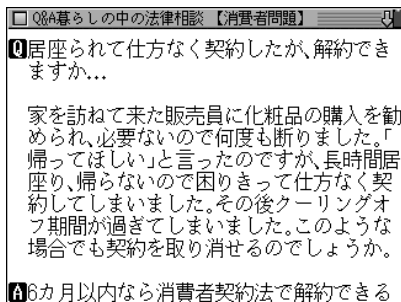 Q&A暮らしの中の法律相談 【消費者問題】
Q居座られて仕方なく契約したが、解約でき
ますか…
家を訪ねて来た販売員に化粧品の購入を勧
められ、必要ないので何度も断りました。「
帰ってほしい」と言ったのですが、長時間居
座り、帰らないので困りきって仕方なく契
約してしまいました。その後クーリングオ
フ期間が過ぎてしまいました。このような
場合でも契約を取り消せるのでしょうか。
A6カ月以内なら消費者契約法で解約できる